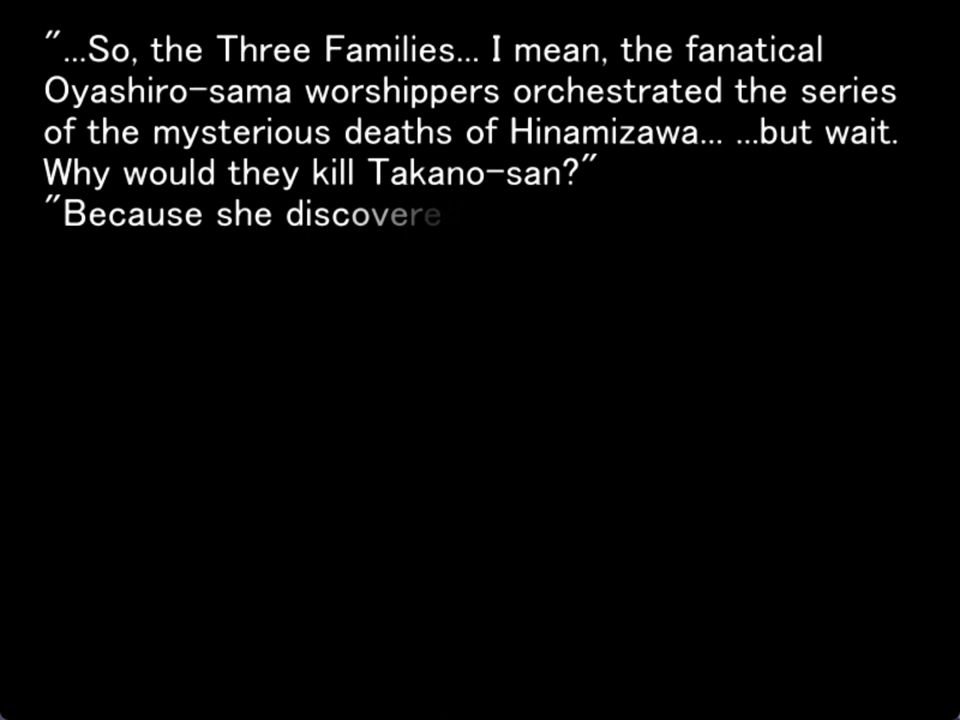 "...So, the Three Families... I mean, the fanatical
Oyashiro-sama worshippers orchestrated the series
of the mysterious deaths of Hinamizawa... ...but wait.
Why would they kill Takano-san?"
"Because she discovere